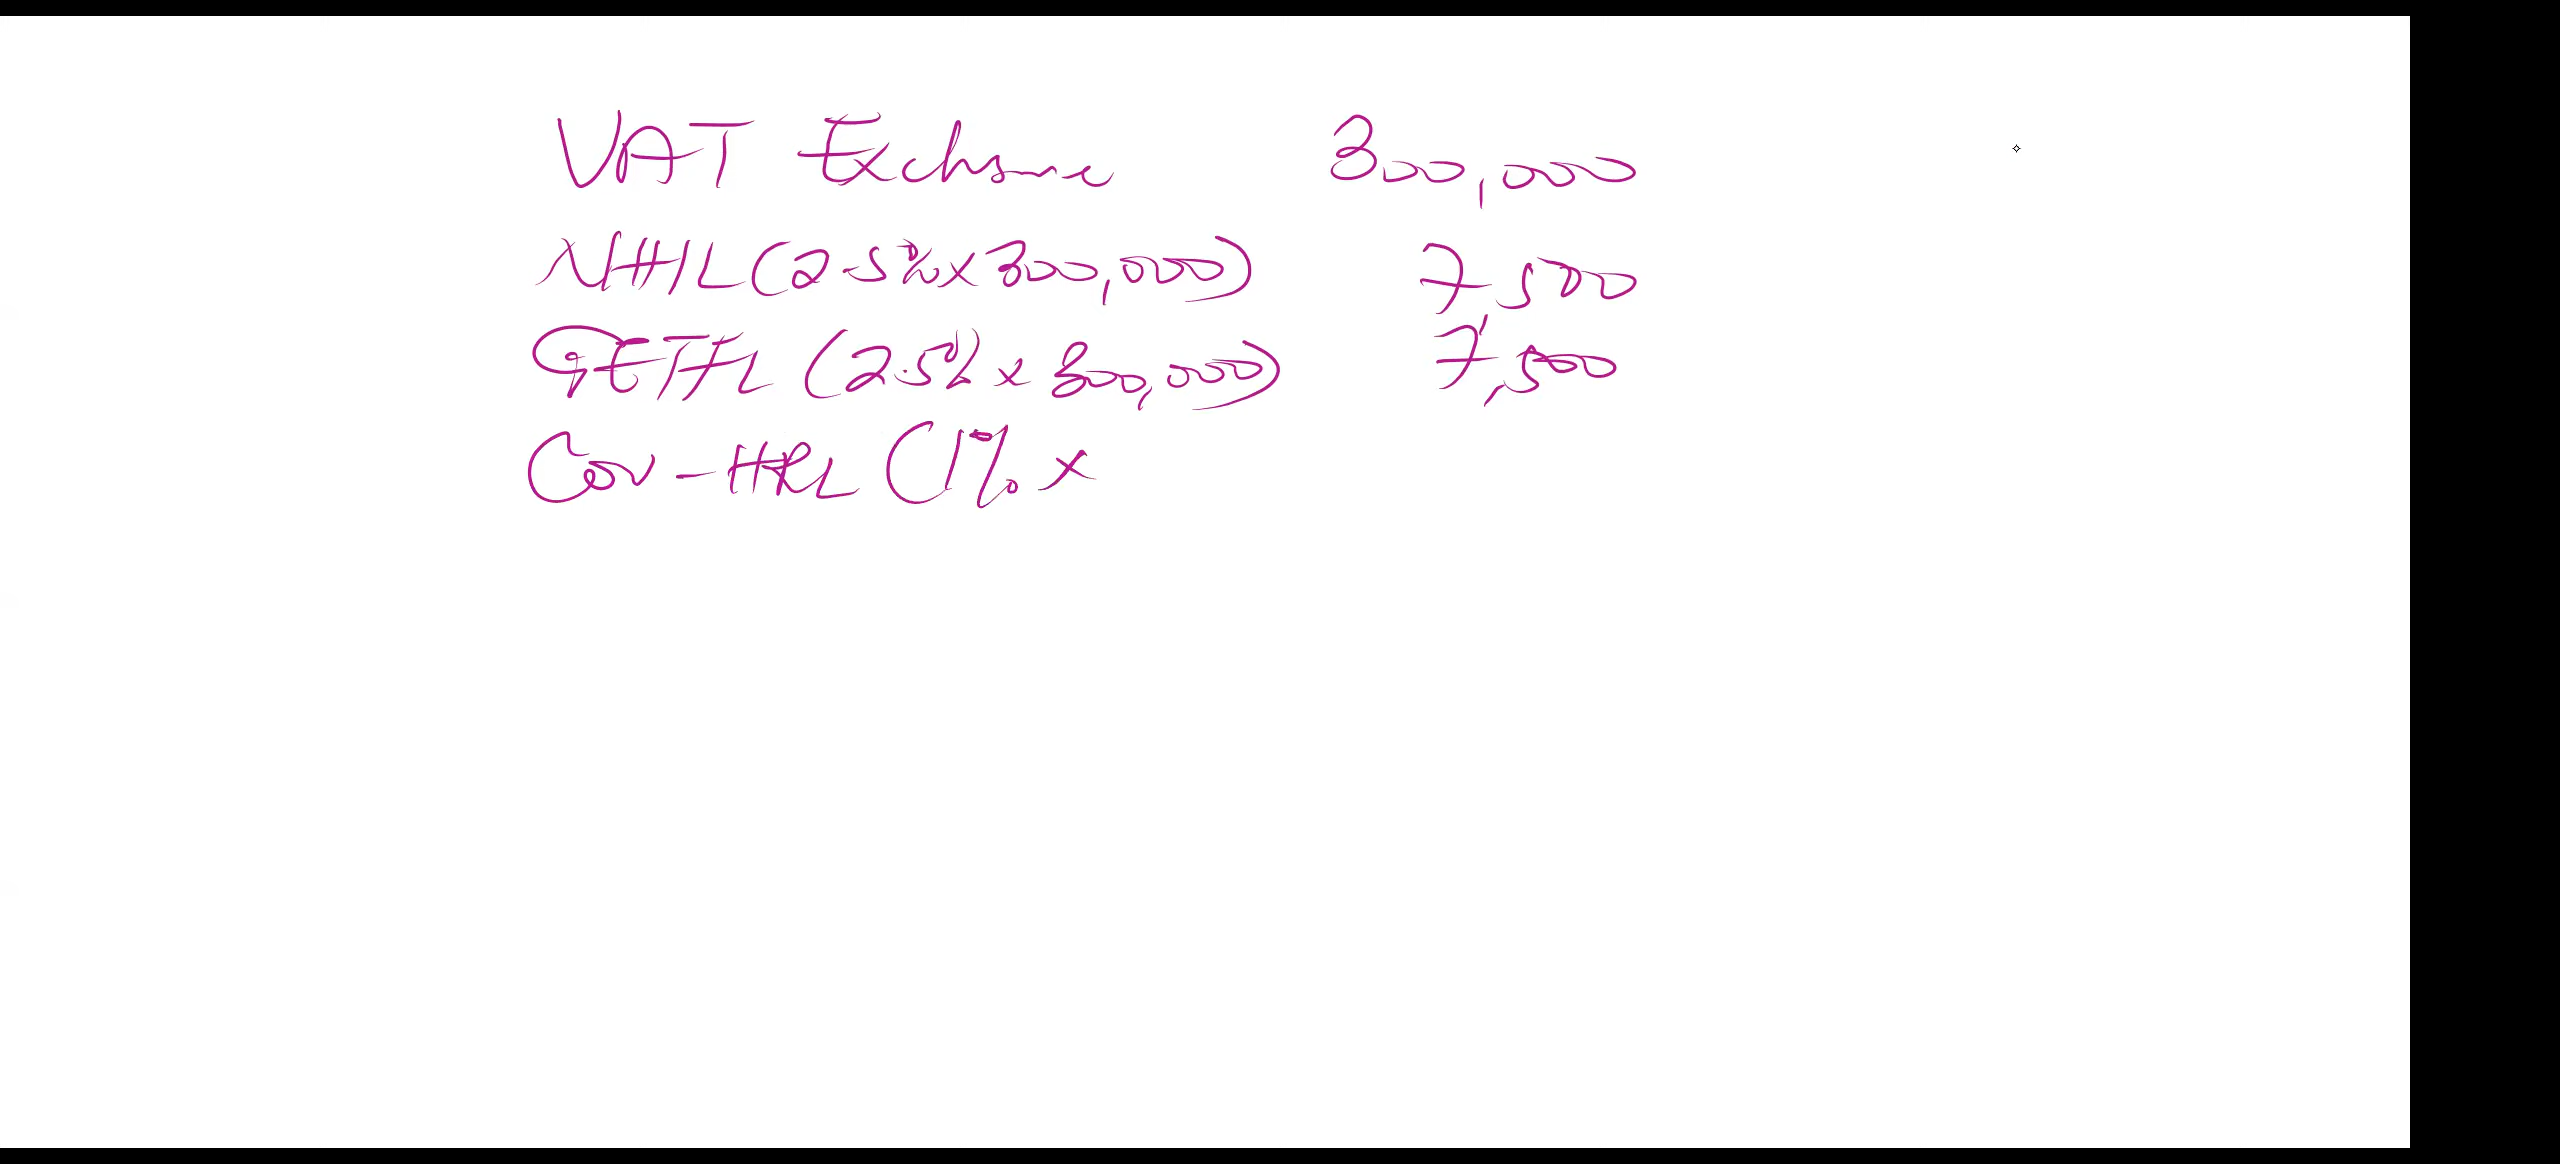 VAT Exclusive 300,000
NHIL (2.5% x 300,000) 7,500
GETFL (2.5% x 300,000) 7,500
Cov-HRL (1% x